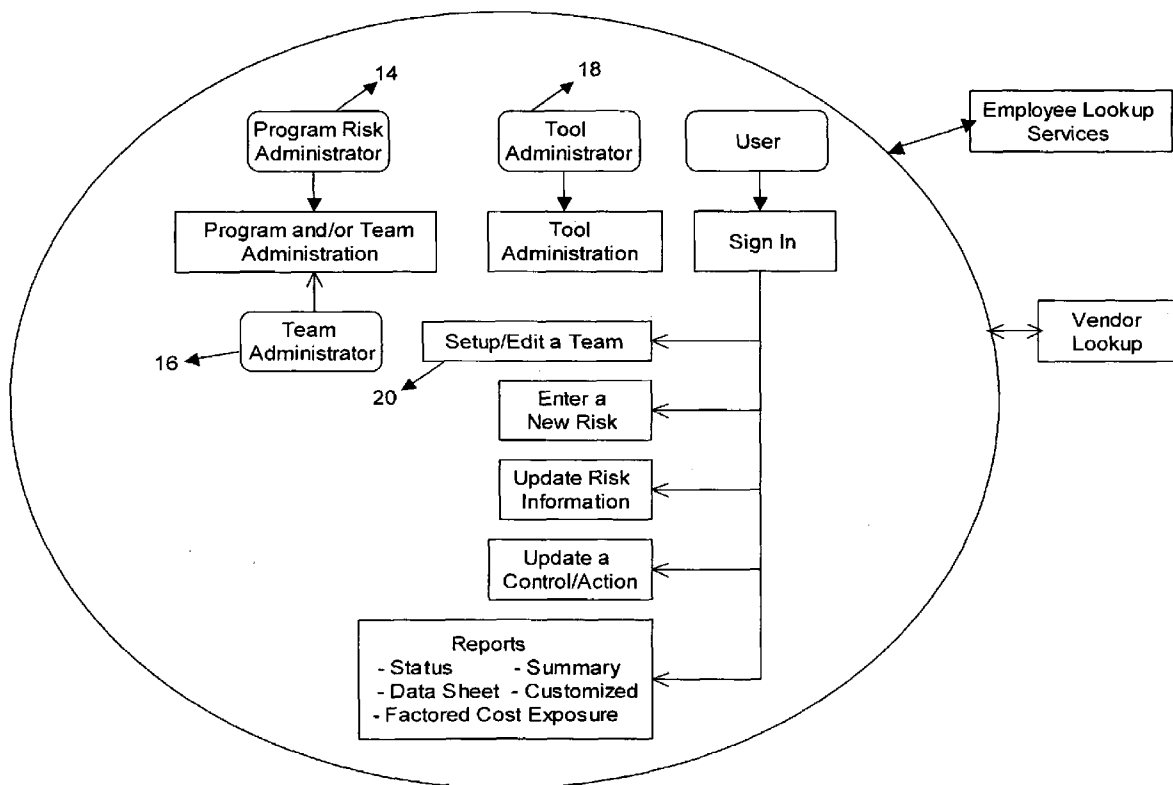 14
18
Program Risk
Administrator
Tool
Administrator
User
Employee Lookup
Services
Program and/or Team
Administration
Tool
Administration
Sign In
Team
Administrator
16
Setup/Edit a Team
20
Vendor
Lookup
Enter a
New Risk
Update Risk
Information
Update a
Control/Action
Reports
- Status - Summary
- Data Sheet - Customized
- Factored Cost Exposure